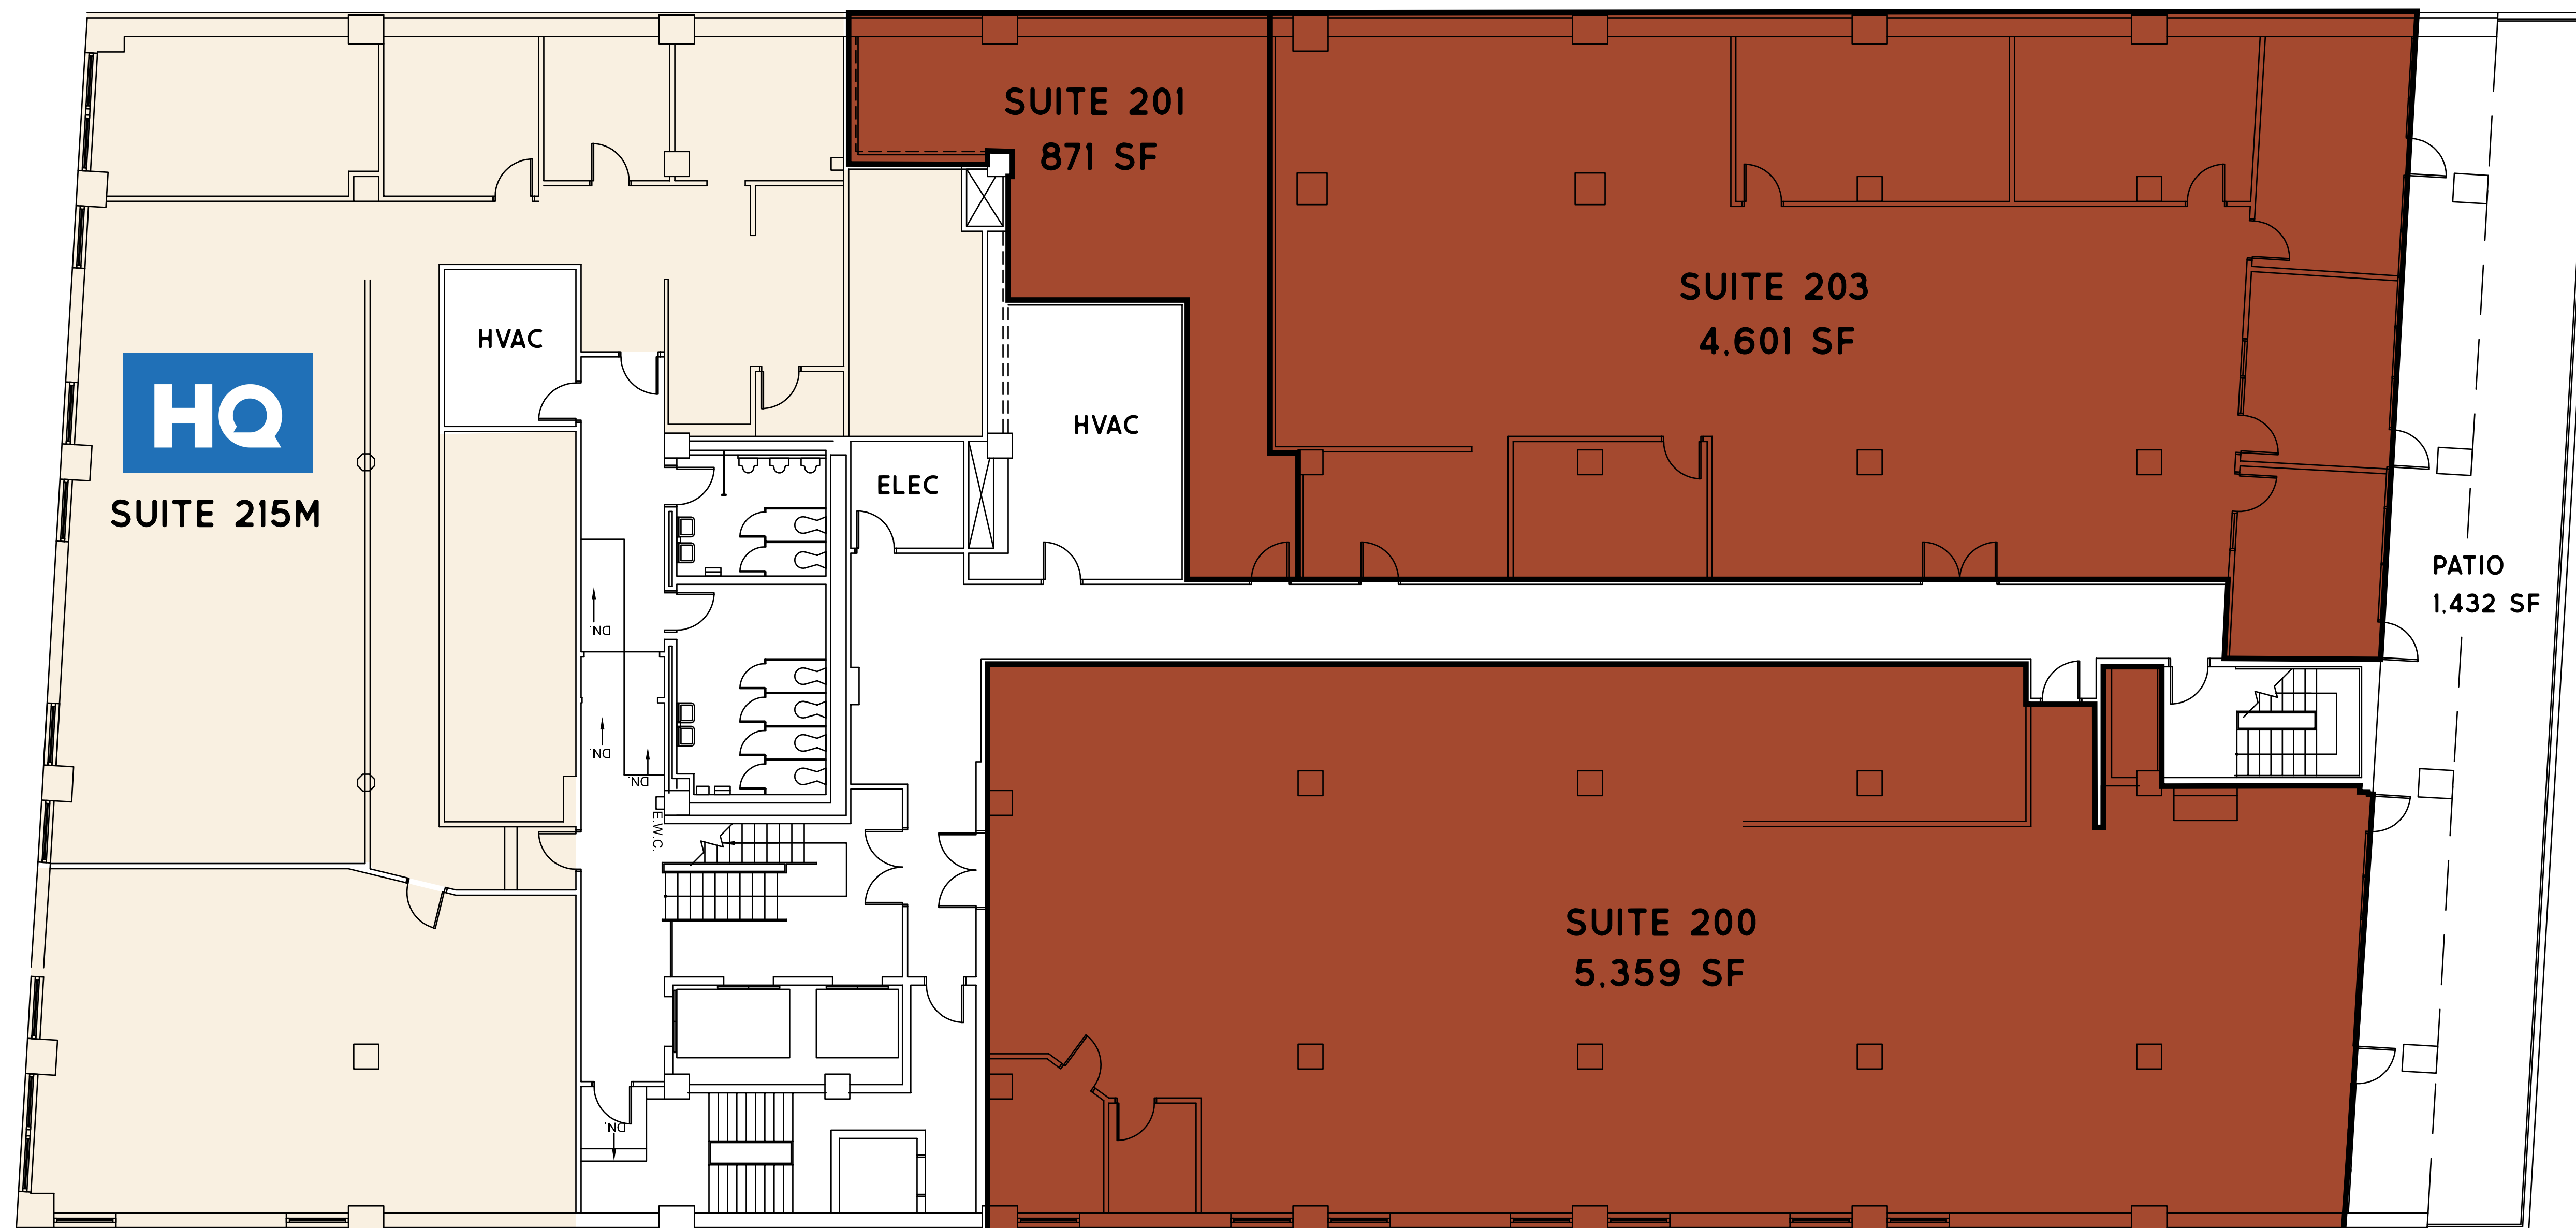 SUITE 201
871 SF
SUITE 203
4,601 SF
HVAC
HQ
SUITE 215M
HVAC
ELEC
PATIO
1,432 SF
DN.
DN.
DN.
E.W.C.
SUITE 200
5,359 SF
DN.